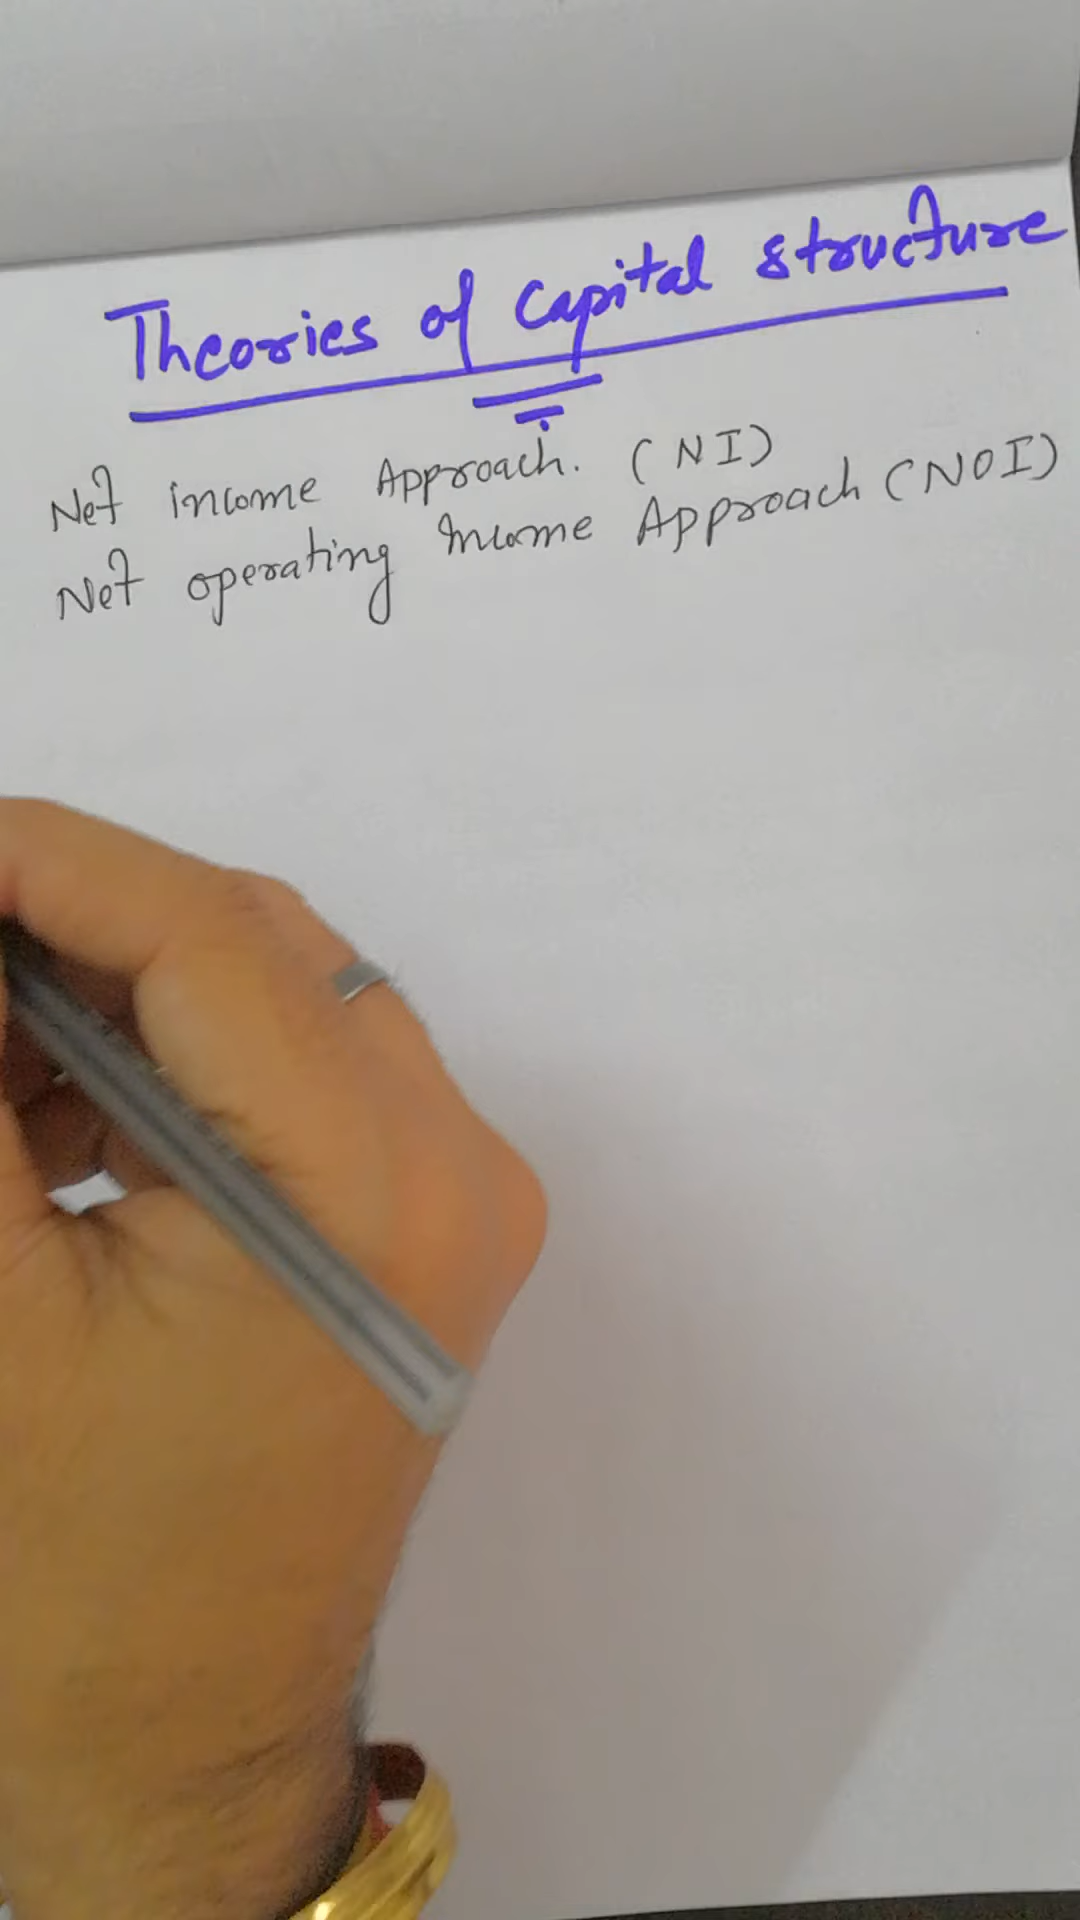 Theories of Capital structure
Net income Approach. (NI)
Net operating Income Approach (NOI)